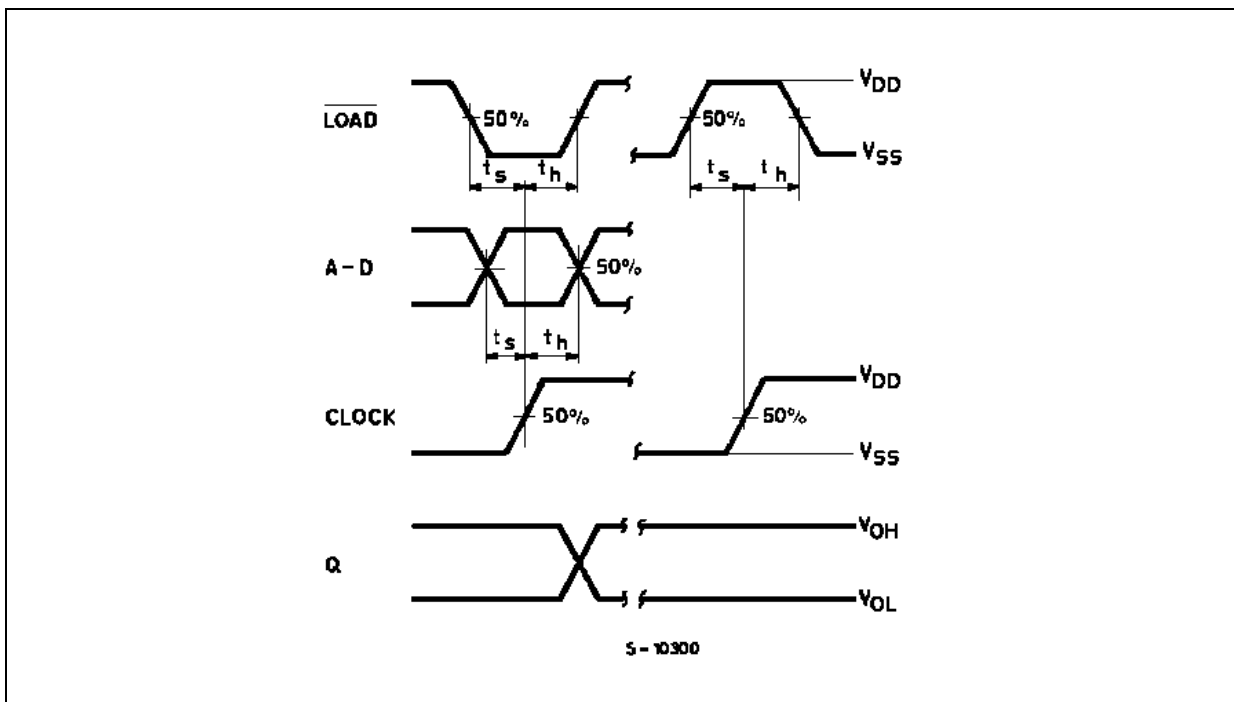 V_DD
LOAD 50% 50%
V_SS
t_s t_h t_s t_h
A-D 50%
t_s t_h
V_DD
CLOCK 50% 50%
V_SS
V_OH
Q
V_OL
S-10300